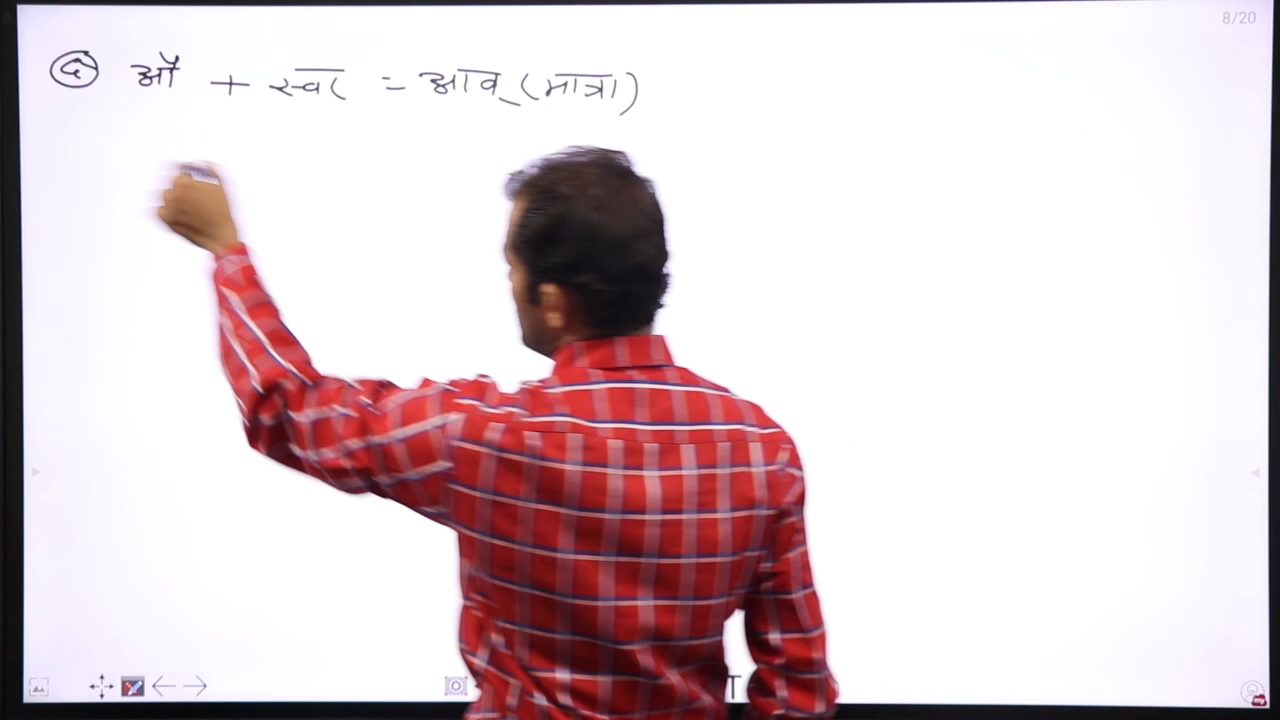 8/20
(द) औ + स्वर = आव् (मात्रा)
T